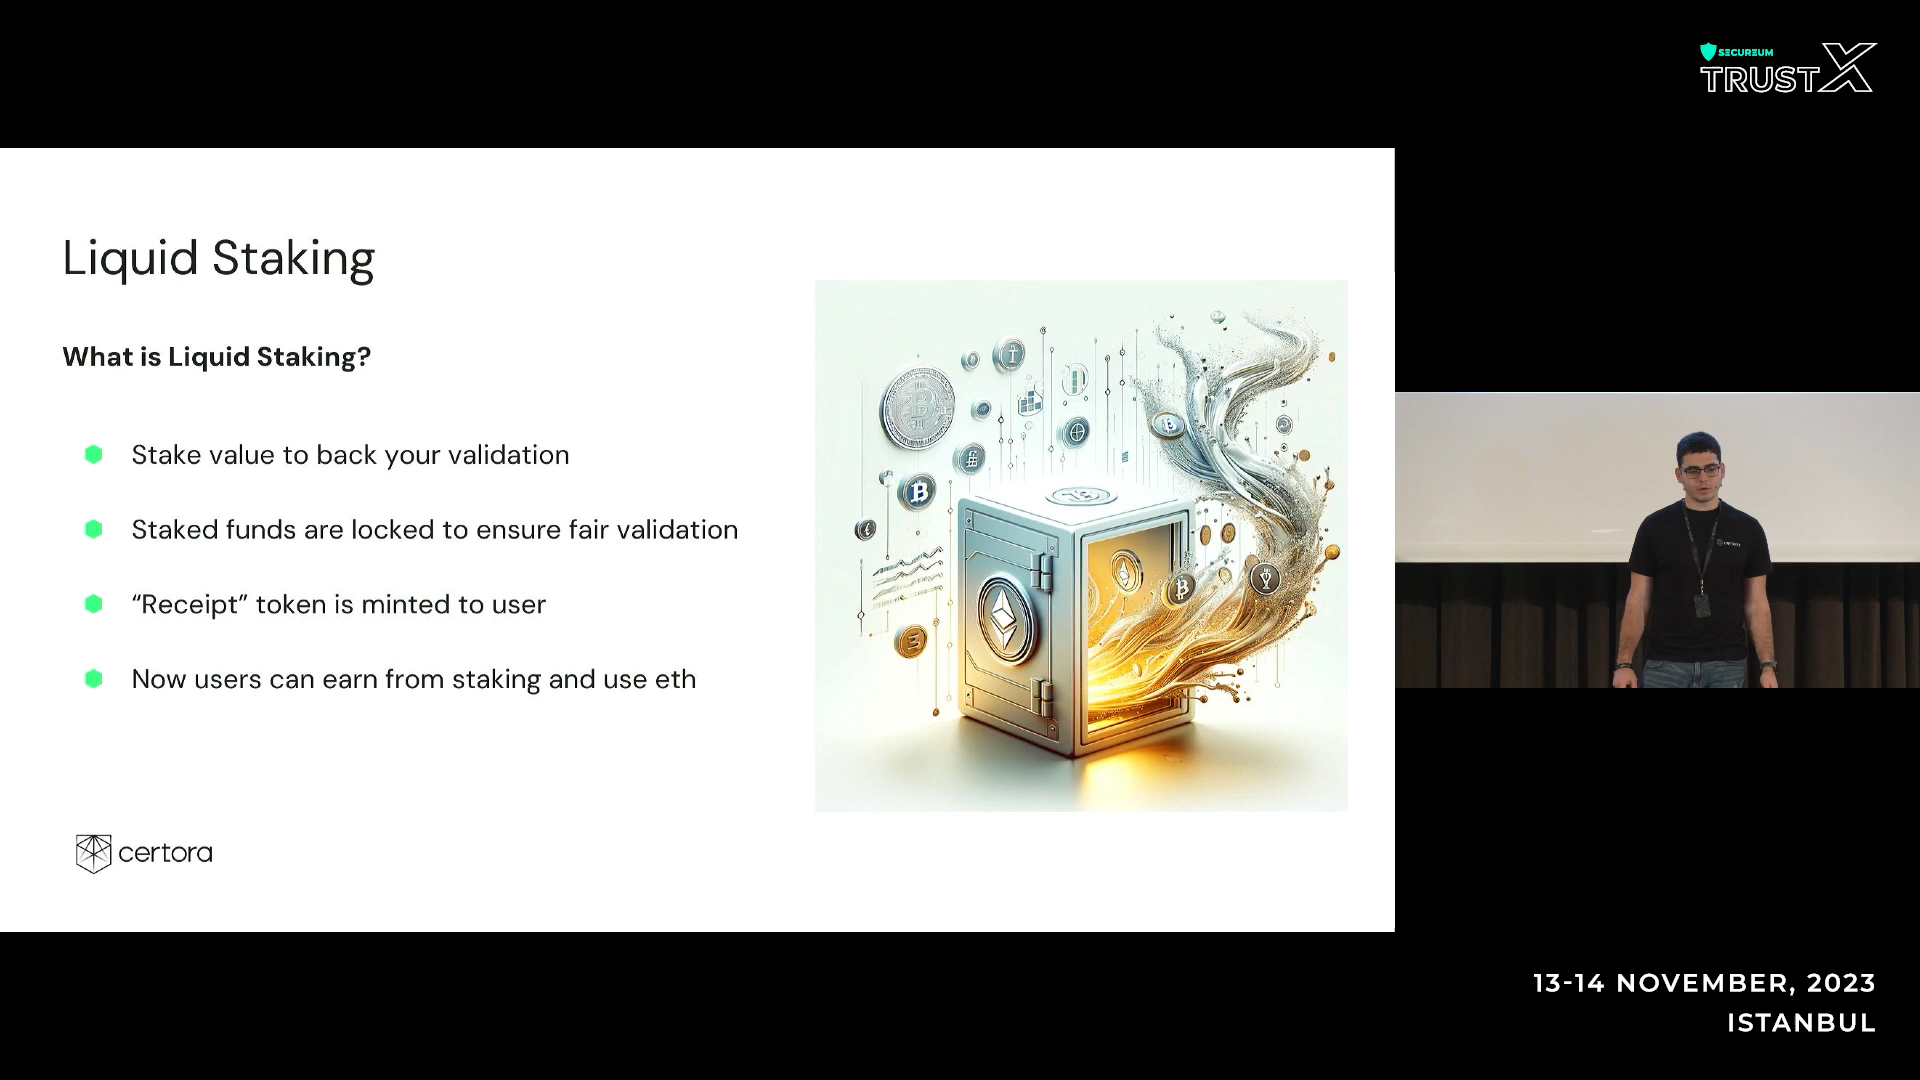 SECUREUM
TRUSTX
Liquid Staking
What is Liquid Staking?
Stake value to back your validation
Staked funds are locked to ensure fair validation
“Receipt” token is minted to user
Now users can earn from staking and use eth
certora
certora
13-14 NOVEMBER, 2023
ISTANBUL